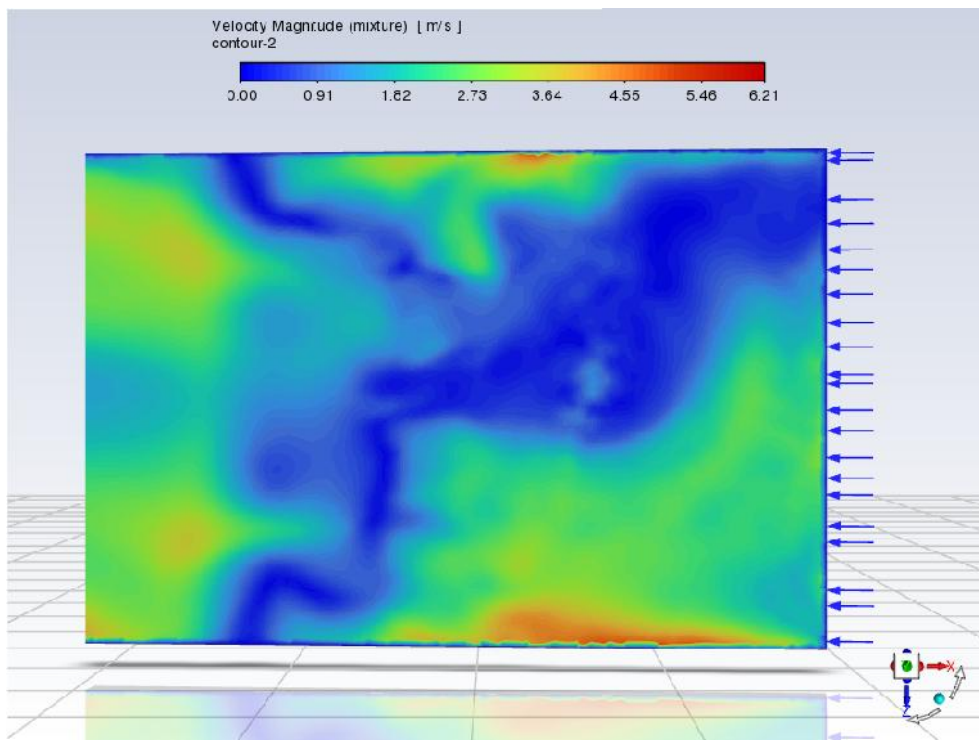 Velocity Magnitude (mixture) [ m/s ]
contour-2
0.00 0.91 1.82 2.73 3.64 4.55 5.46 6.21
X
Z